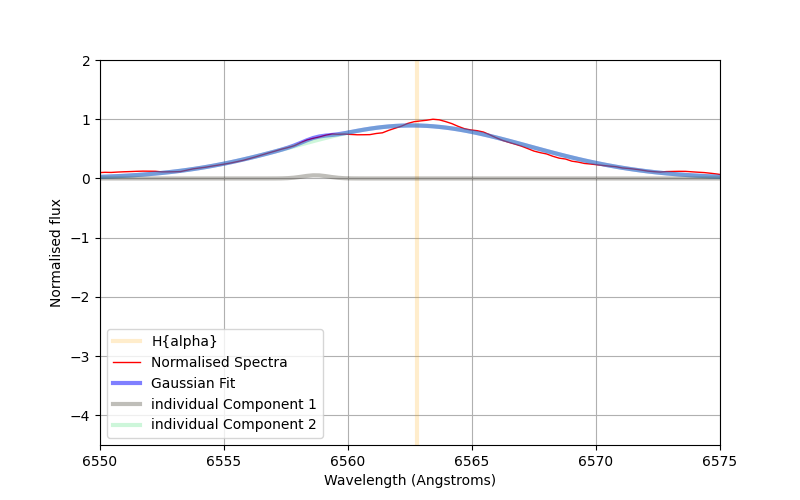 2
1
0
−1
−2
−3
−4
Normalised flux
H{alpha}
Normalised Spectra
Gaussian Fit
individual Component 1
individual Component 2
6550 6555 6560 6565 6570 6575
Wavelength (Angstroms)